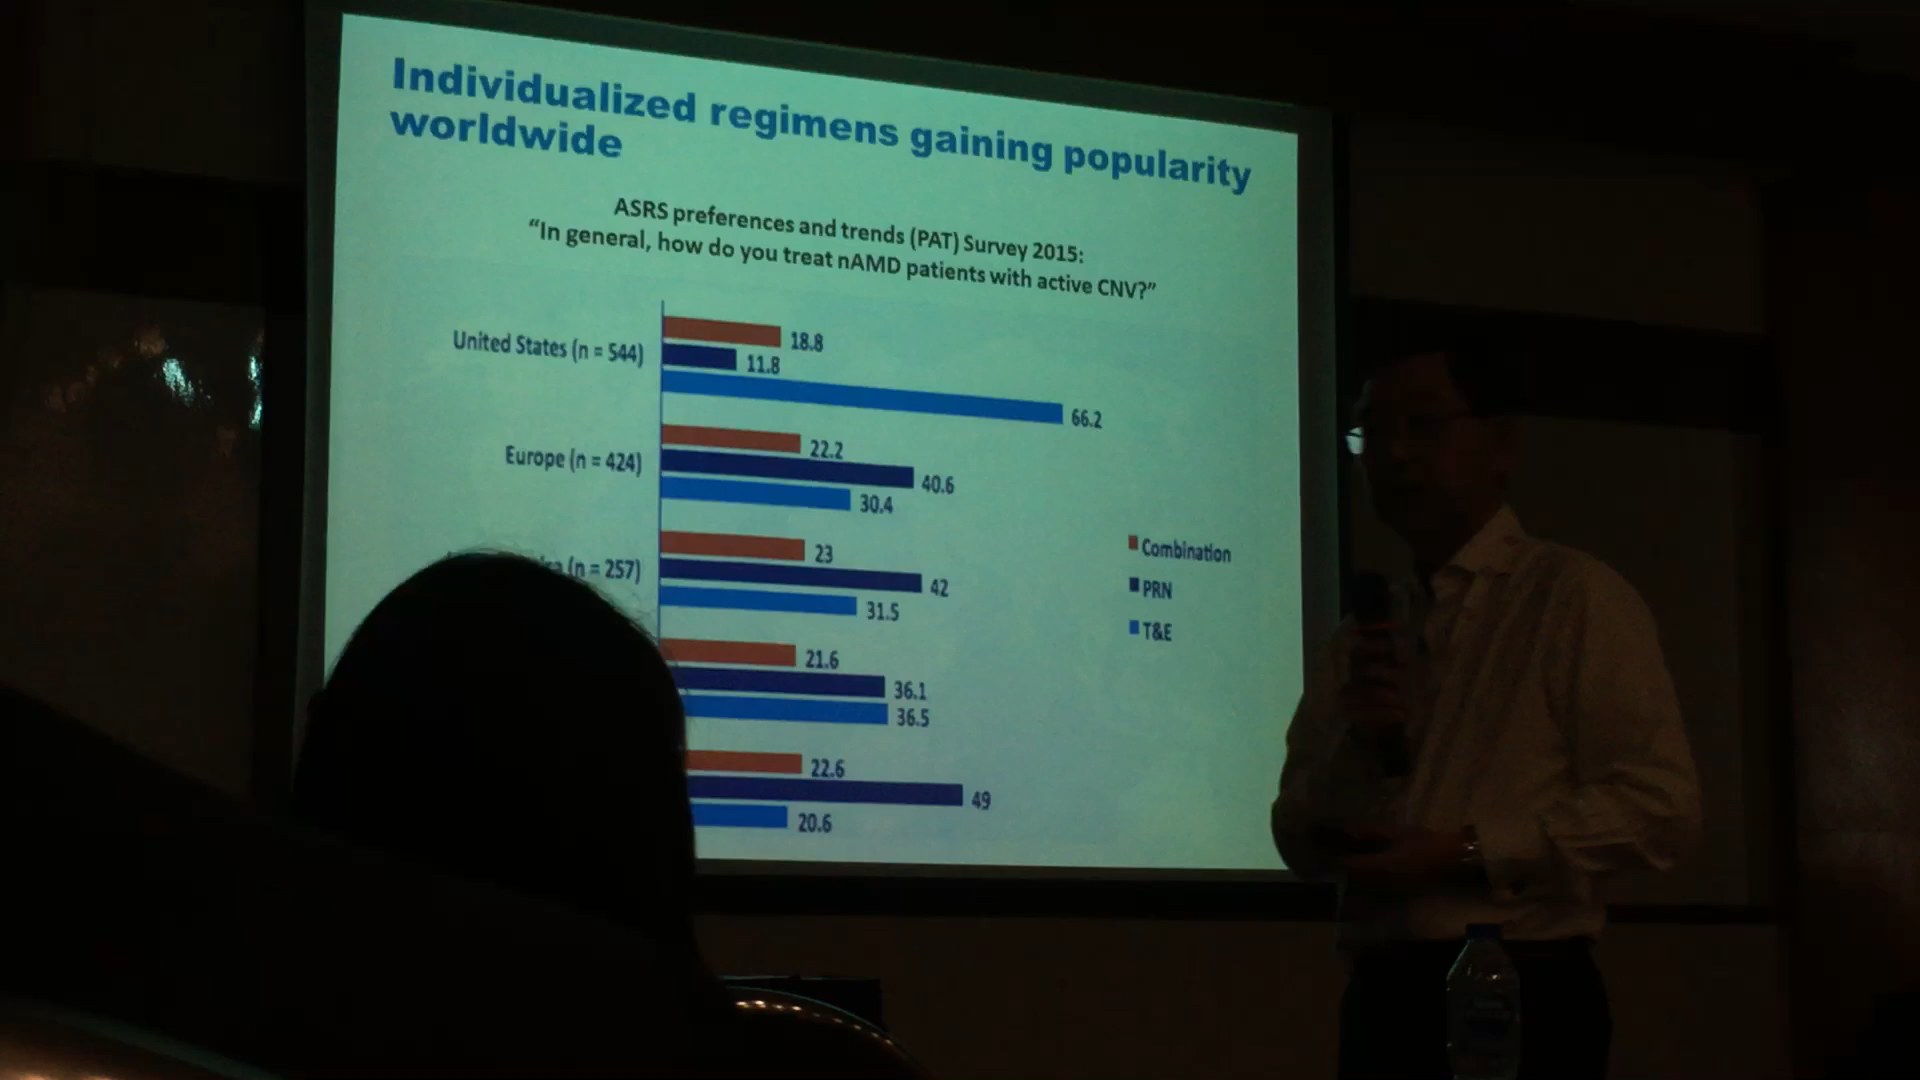 Individualized regimens gaining popularity
worldwide
ASRS preferences and trends (PAT) Survey 2015:
“In general, how do you treat nAMD patients with active CNV?”
United States (n = 544)
18.8
11.8
66.2
Europe (n = 424)
22.2
40.6
30.4
(n = 257)
23
42
31.5
21.6
36.1
36.5
22.6
49
20.6
Combination
PRN
T&E